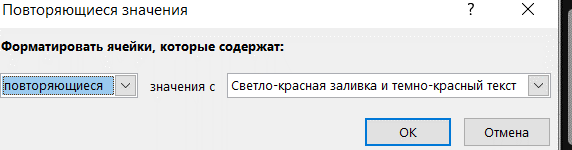 Повторяющиеся значения
Форматировать ячейки, которые содержат:
повторяющиеся значения с Светло-красная заливка и темно-красный текст
ОК Отмена